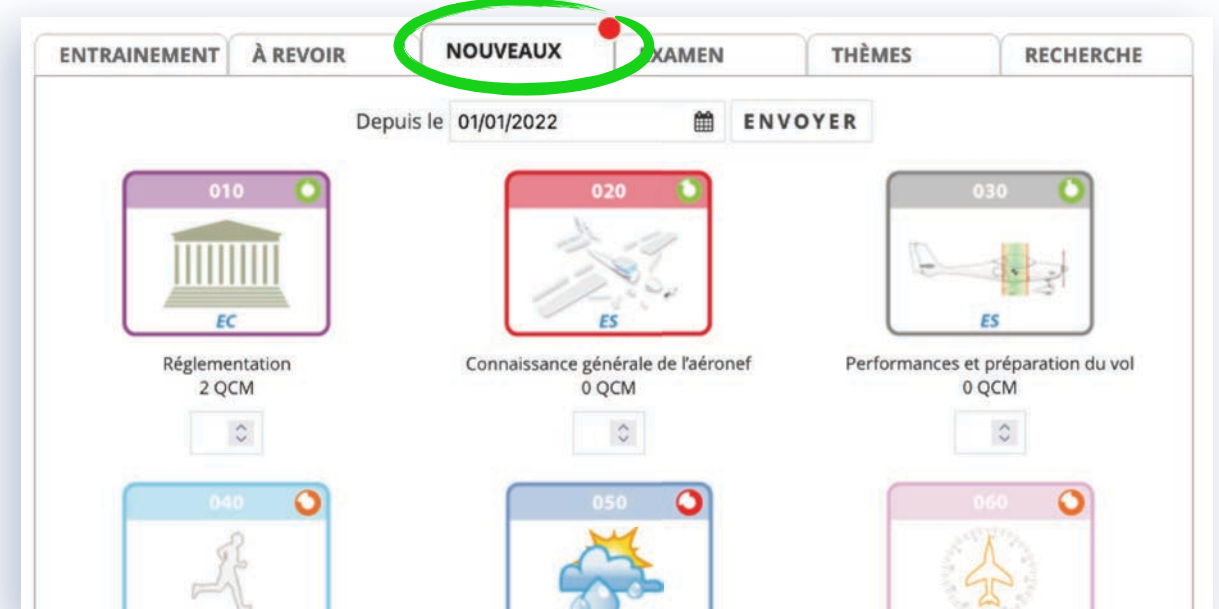 ENTRAINEMENT À REVOIR NOUVEAUX EXAMEN THÈMES RECHERCHE
Depuis le 01/01/2022 ENVOYER
010 020 030
EC ES ES
Réglementation Connaissance générale de l'aéronef Performances et préparation du vol
2 QCM 0 QCM 0 QCM
040 050 060